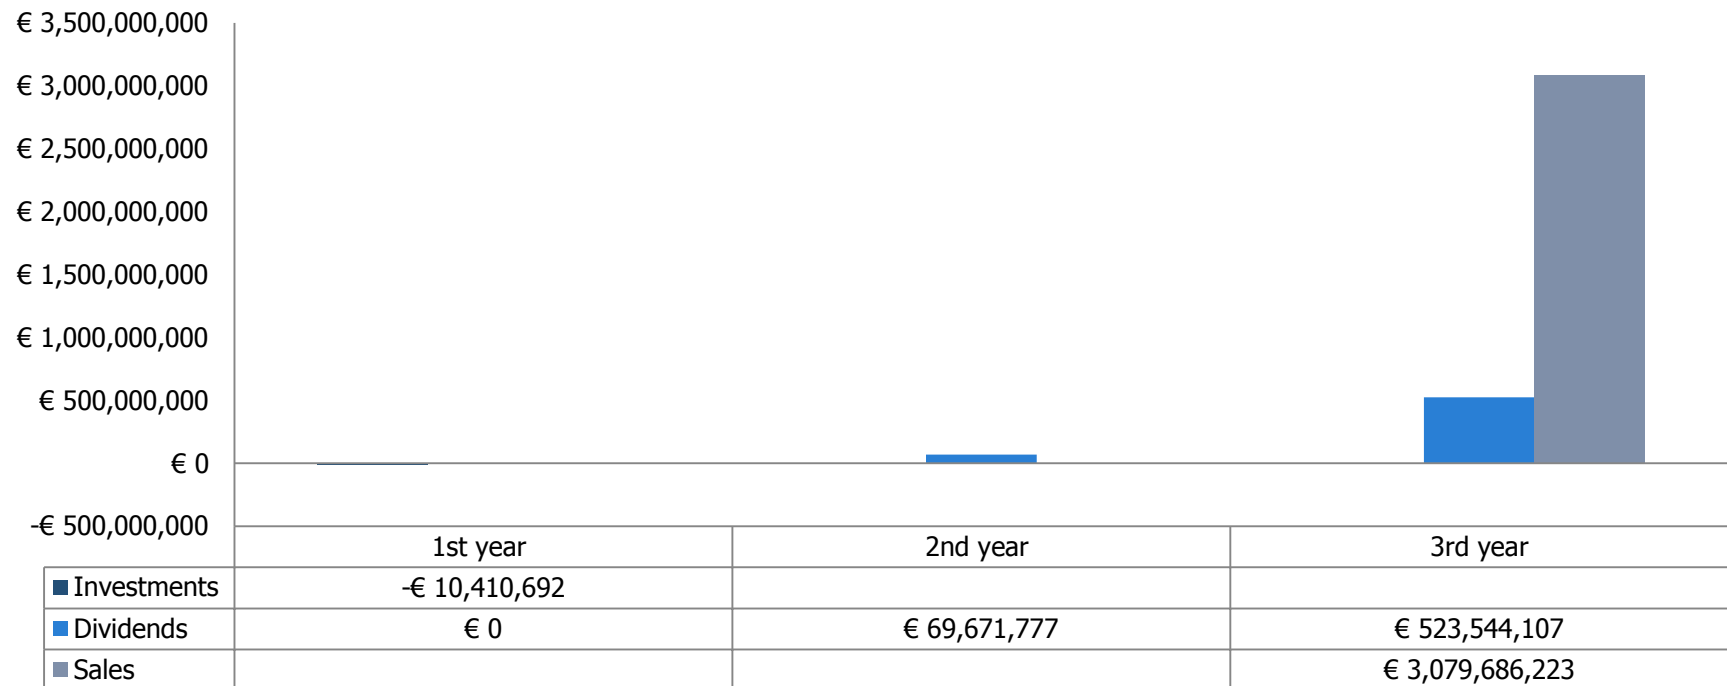 € 3,500,000,000
€ 3,000,000,000
€ 2,500,000,000
€ 2,000,000,000
€ 1,500,000,000
€ 1,000,000,000
€ 500,000,000
€ 0
-€ 500,000,000
1st year 2nd year 3rd year
Investments -€ 10,410,692
Dividends € 0 € 69,671,777 € 523,544,107
Sales € 3,079,686,223